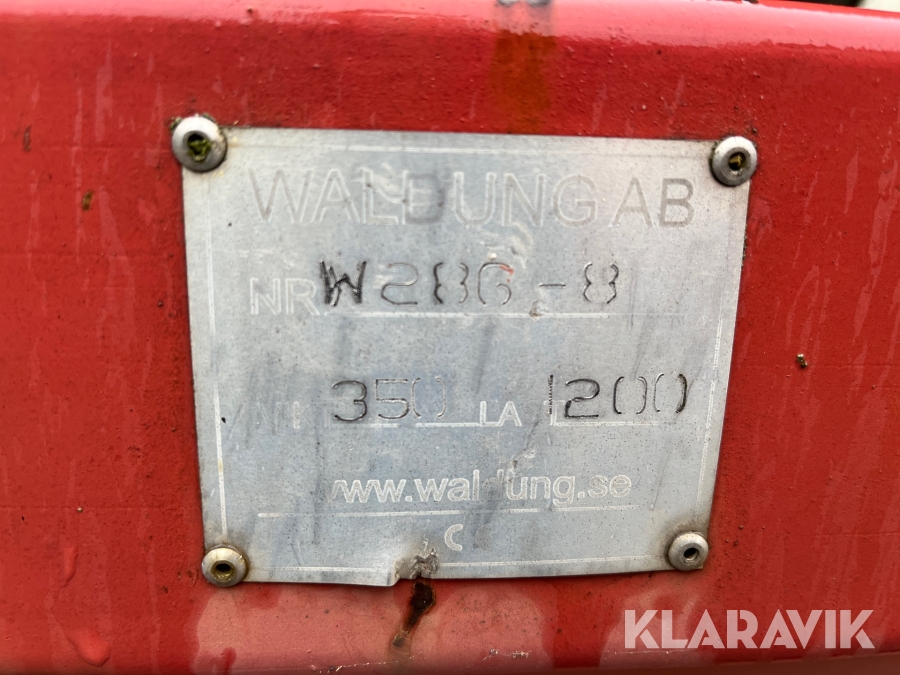 WALDUNG AB
NR W286-8
350 LA 1200
www.waldung.se
C
KLARAVIK